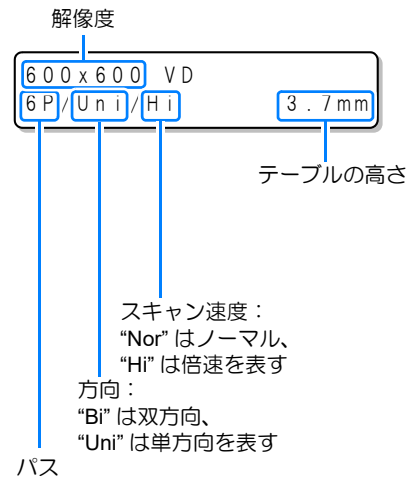 解像度
600x600 VD
6P/Uni/Hi 3.7mm
テーブルの高さ
スキャン速度：
“Nor” はノーマル、
“Hi” は倍速を表す
方向：
“Bi” は双方向、
“Uni” は単方向を表す
パス